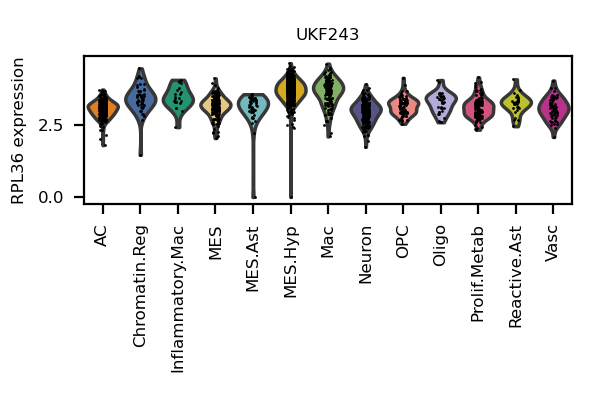 UKF243
RPL36 expression
2.5
0.0
AC
Chromatin.Reg
Inflammatory.Mac
MES
MES.Ast
MES.Hyp
Mac
Neuron
OPC
Oligo
Prolif.Metab
Reactive.Ast
Vasc